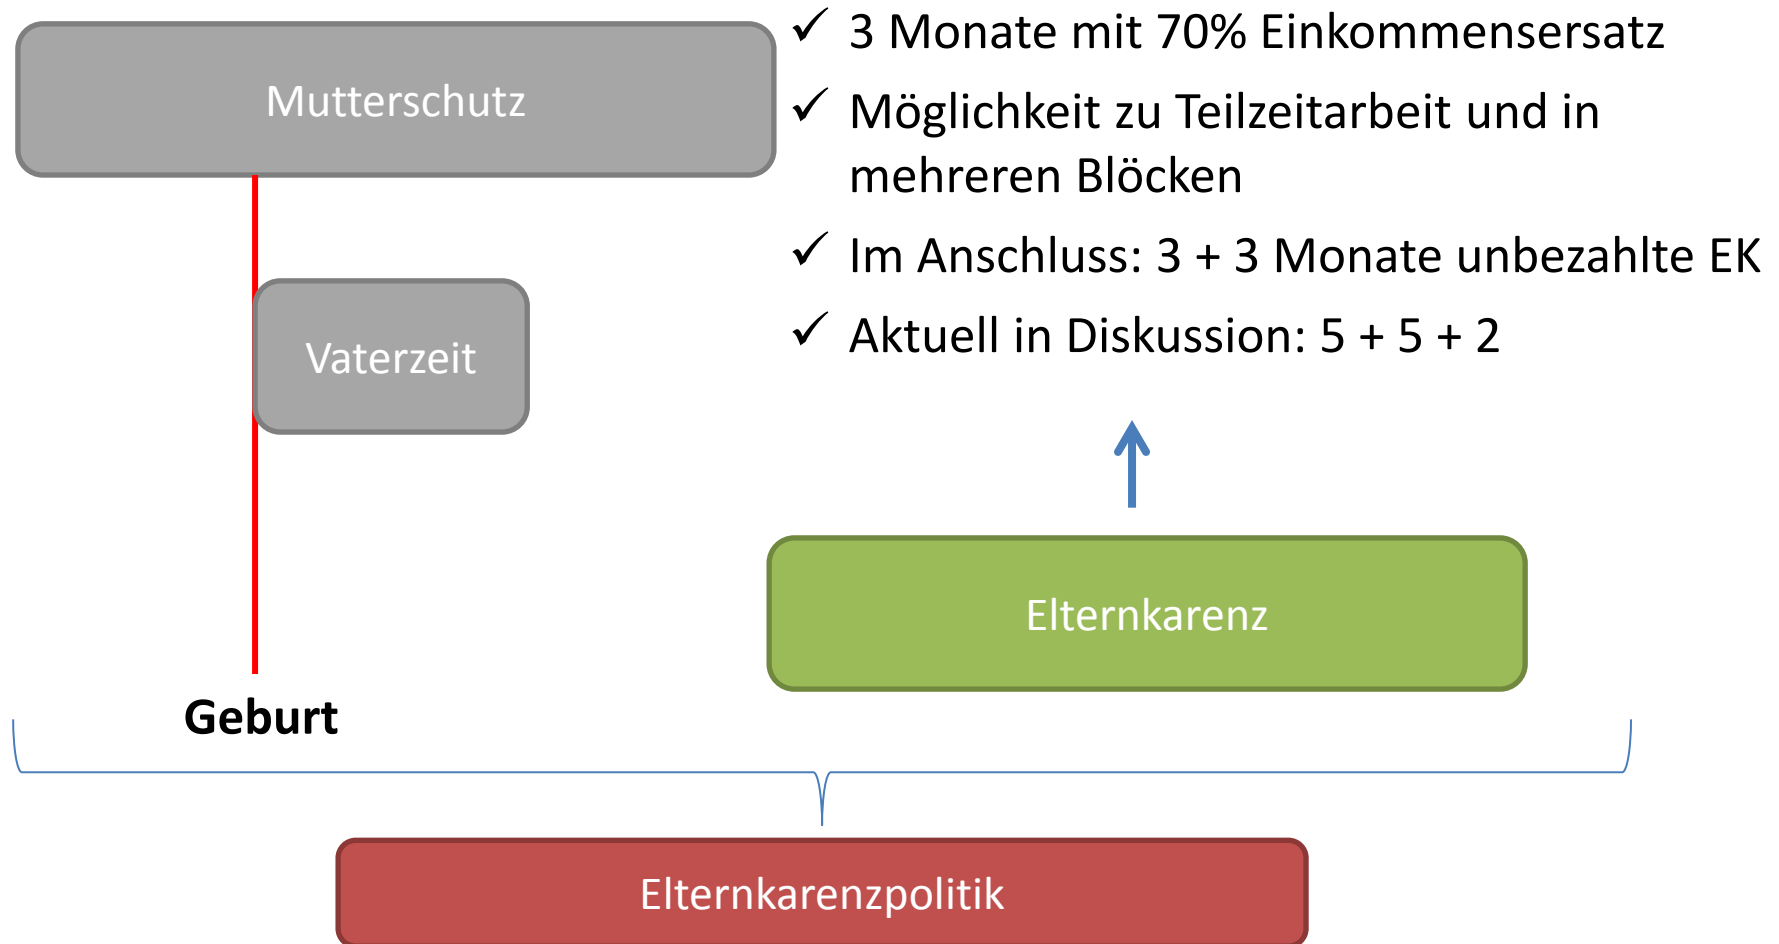 Mutterschutz
✓ 3 Monate mit 70% Einkommensersatz
✓ Möglichkeit zu Teilzeitarbeit und in
mehreren Blöcken
✓ Im Anschluss: 3 + 3 Monate unbezahlte EK
✓ Aktuell in Diskussion: 5 + 5 + 2
Vaterzeit
Elternkarenz
Geburt
Elternkarenzpolitik